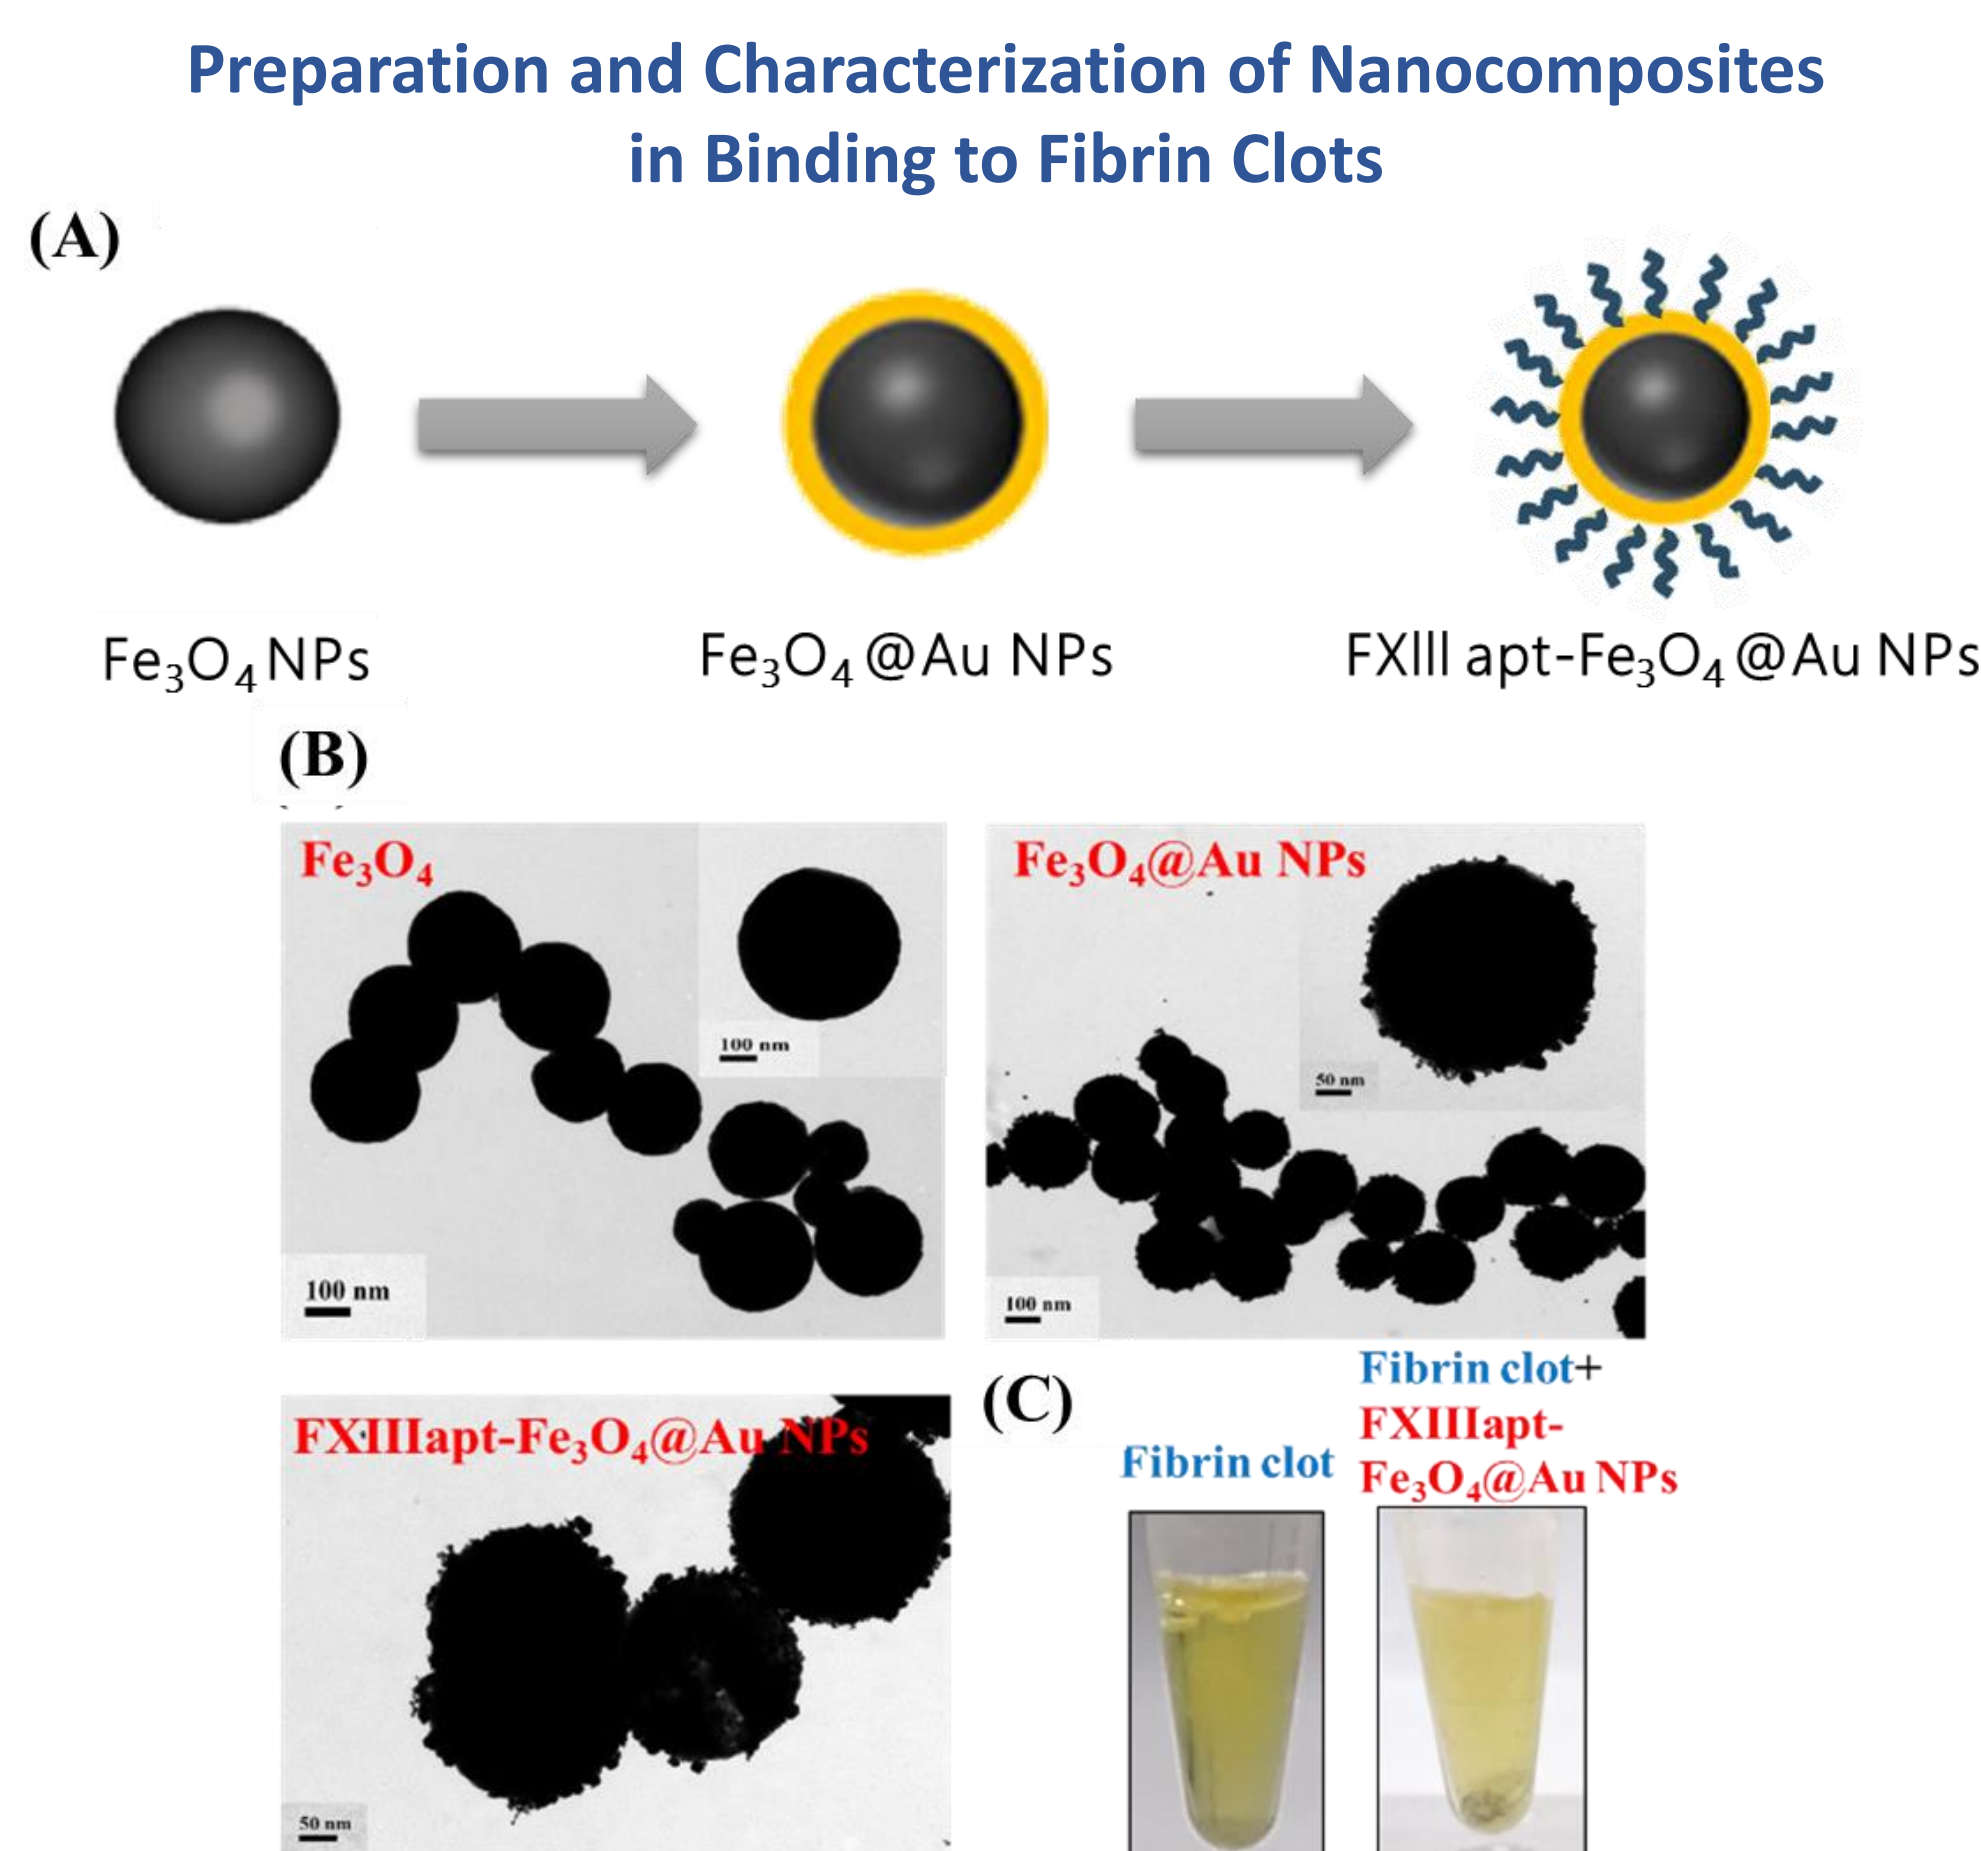 Preparation and Characterization of Nanocomposites
in Binding to Fibrin Clots
(A)
Fe₃O₄ NPs
Fe₃O₄ @Au NPs
FXIII apt-Fe₃O₄ @Au NPs
(B)
Fe₃O₄
100 nm
100 nm
Fe₃O₄@Au NPs
50 nm
100 nm
FXIIIapt-Fe₃O₄@Au NPs
50 nm
(C)
Fibrin clot
Fibrin clot+
FXIIIapt-
Fe₃O₄@Au NPs